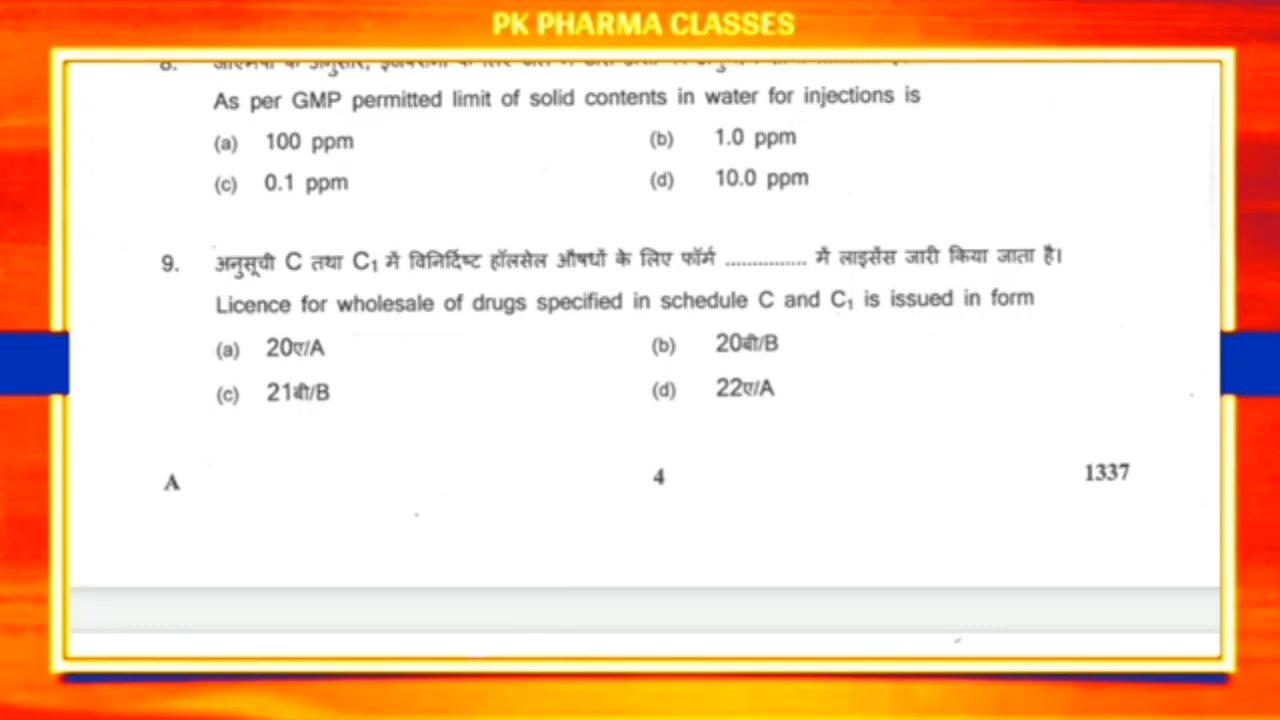 PK PHARMA CLASSES
As per GMP permitted limit of solid contents in water for injections is
(a) 100 ppm (b) 1.0 ppm
(c) 0.1 ppm (d) 10.0 ppm
9. अनुसूची C तथा C₁ में विनिर्दिष्ट हॉलसेल औषधों के लिए फॉर्म ............... में लाइसेंस जारी किया जाता है।
Licence for wholesale of drugs specified in schedule C and C₁ is issued in form
(a) 20ए/A (b) 20बी/B
(c) 21बी/B (d) 22ए/A
A 4 1337